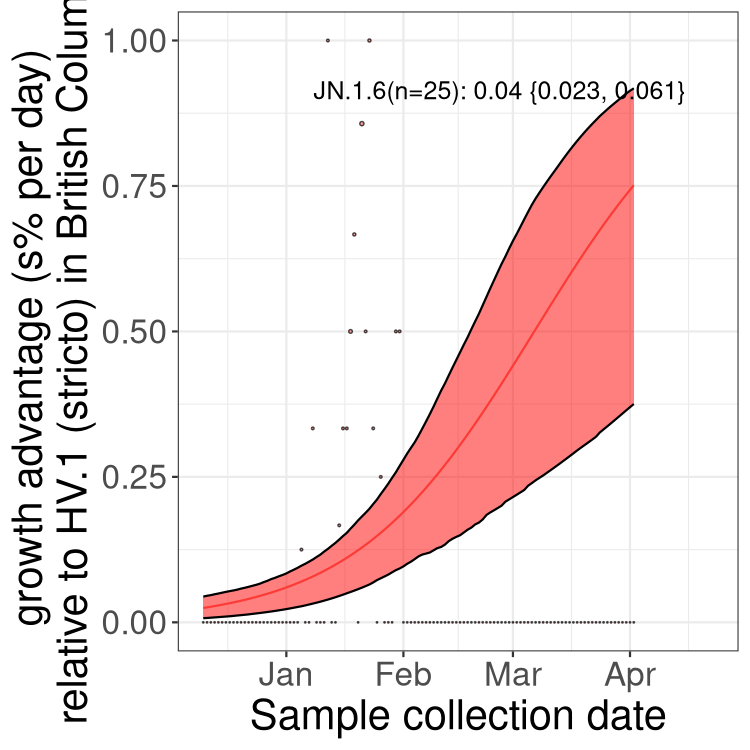 growth advantage (s% per day)
relative to HV.1 (stricto) in British Colum
1.00
0.75
0.50
0.25
0.00
JN.1.6(n=25): 0.04 {0.023, 0.061}
Jan Feb Mar Apr
Sample collection date